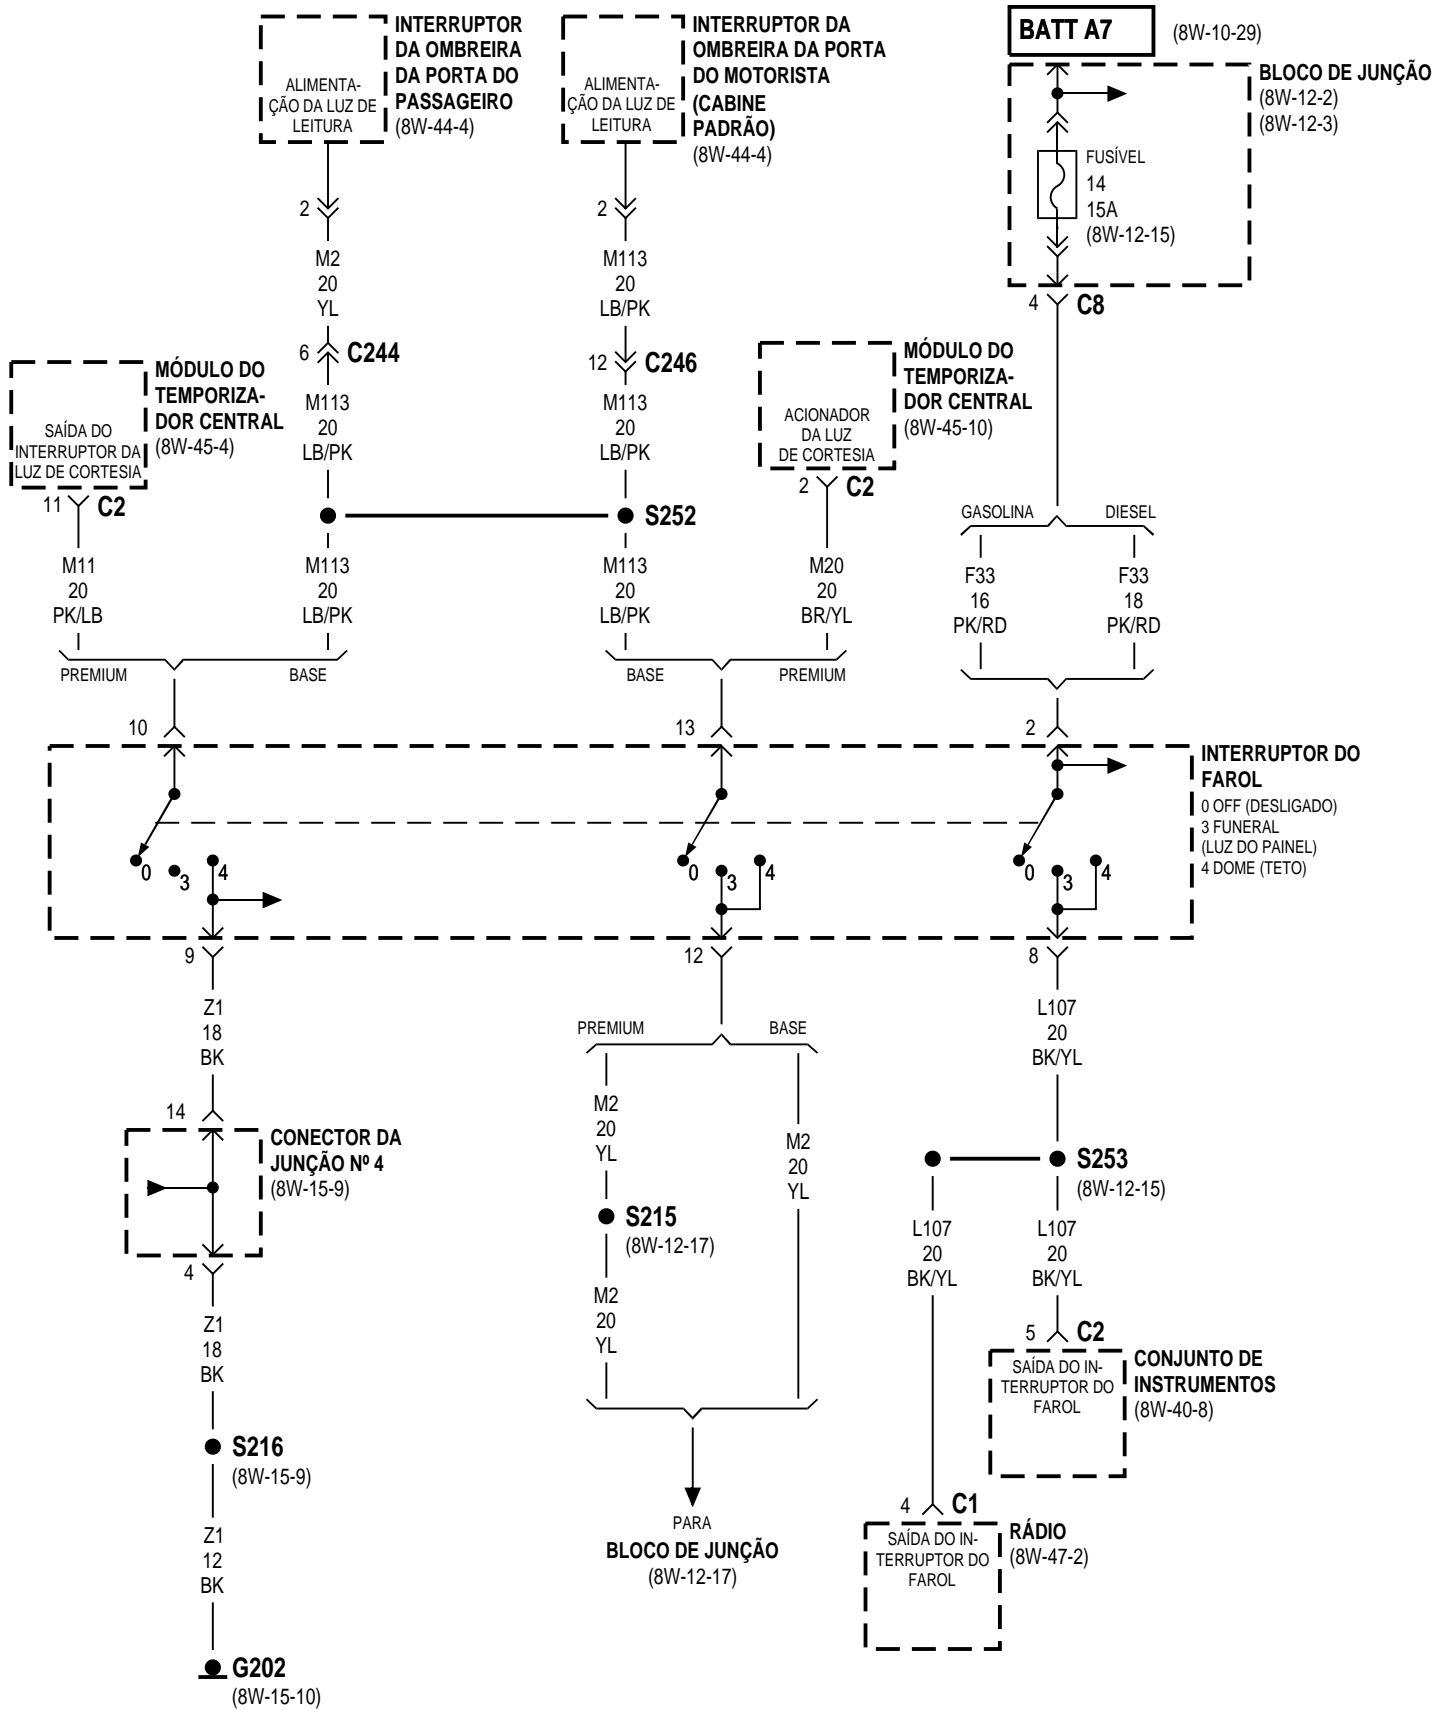 INTERRUPTOR
DA OMBREIRA
DA PORTA DO
PASSAGEIRO
(8W-44-4)
ALIMENTA-
ÇÃO DA LUZ DE
LEITURA
INTERRUPTOR DA
OMBREIRA DA PORTA
DO MOTORISTA
(CABINE
PADRÃO)
(8W-44-4)
ALIMENTA-
ÇÃO DA LUZ DE
LEITURA
BATT A7
(8W-10-29)
BLOCO DE JUNÇÃO
(8W-12-2)
(8W-12-3)
FUSÍVEL
14
15A
(8W-12-15)
4
C8
2
M2
20
YL
6
C244
M113
20
LB/PK
2
M113
20
LB/PK
12
C246
M113
20
LB/PK
S252
MÓDULO DO
TEMPORIZA-
DOR CENTRAL
(8W-45-4)
SAÍDA DO
INTERRUPTOR DA
LUZ DE CORTESIA
11
C2
M11
20
PK/LB
M113
20
LB/PK
M113
20
LB/PK
MÓDULO DO
TEMPORIZA-
DOR CENTRAL
(8W-45-10)
ACIONADOR
DA LUZ
DE CORTESIA
2
C2
M20
20
BR/YL
GASOLINA
DIESEL
F33
16
PK/RD
F33
18
PK/RD
PREMIUM
BASE
BASE
PREMIUM
10
13
2
INTERRUPTOR DO
FAROL
0 OFF (DESLIGADO)
3 FUNERAL
(LUZ DO PAINEL)
4 DOME (TETO)
0
3
4
0
3
4
0
3
4
9
12
8
Z1
18
BK
14
CONECTOR DA
JUNÇÃO Nº 4
(8W-15-9)
4
Z1
18
BK
S216
(8W-15-9)
Z1
12
BK
G202
(8W-15-10)
PREMIUM
BASE
M2
20
YL
M2
20
YL
S215
(8W-12-17)
M2
20
YL
PARA
BLOCO DE JUNÇÃO
(8W-12-17)
L107
20
BK/YL
S253
(8W-12-15)
L107
20
BK/YL
L107
20
BK/YL
5
C2
SAÍDA DO IN-
TERRUPTOR DO
FAROL
CONJUNTO DE
INSTRUMENTOS
(8W-40-8)
4
C1
SAÍDA DO IN-
TERRUPTOR DO
FAROL
RÁDIO
(8W-47-2)